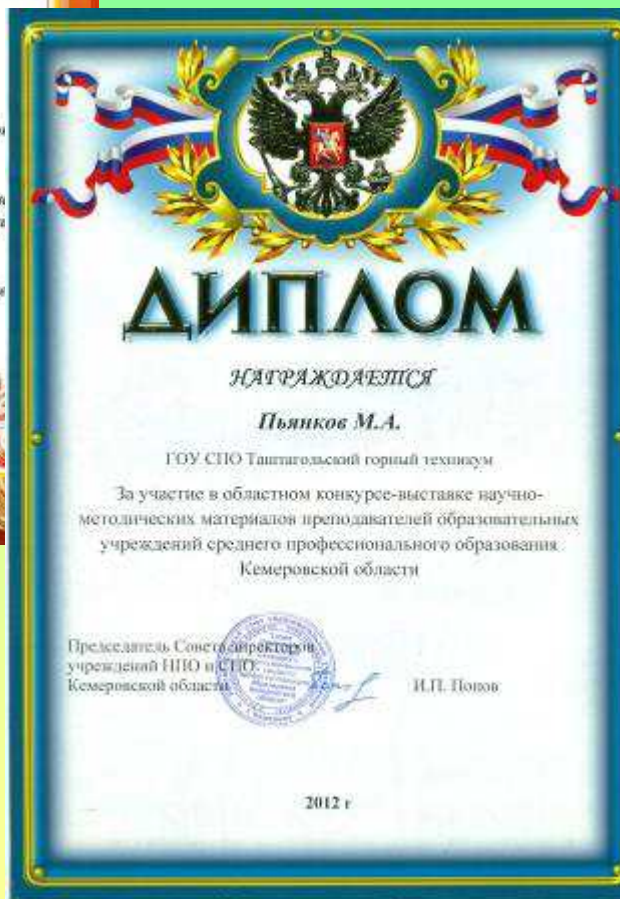 ДИПЛОМ
НАГРАЖДАЕТСЯ
Пьянков М.А.
ГОУ СПО Таштагольский горный техникум
За участие в областном конкурсе-выставке научно-
методических материалов преподавателей образовательных
учреждений среднего профессионального образования
Кемеровской области
Председатель Совета директоров
учреждений НПО и СПО
Кемеровской области
И.П. Попов
2012 г